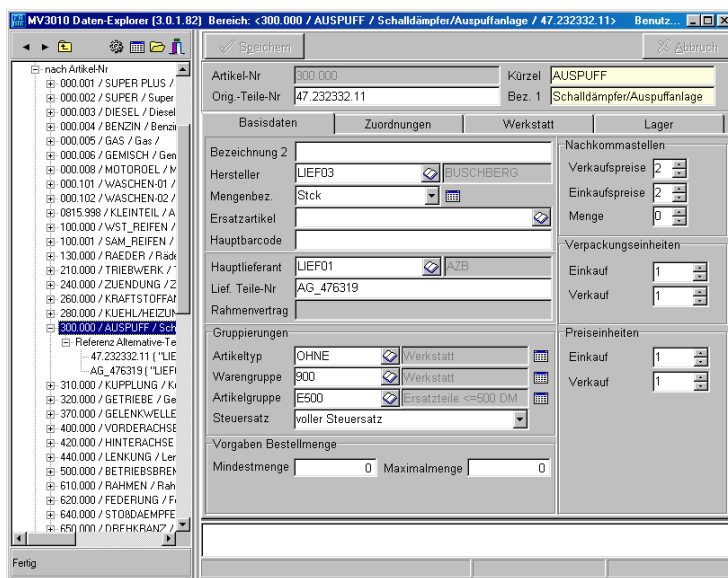 MV3010 Daten-Explorer (3.0.1.82) Bereich: <300.000 / AUSPUFF / Schalldämpfer/Auspuffanlage / 47.232332.11> Benutz...
Speichern
Abbruch
nach Artikel-Nr
000.001 / SUPER PLUS /
000.002 / SUPER / Super
000.003 / DIESEL / Diesel
000.004 / BENZIN / Benzi
000.005 / GAS / Gas /
000.006 / GEMISCH / Gen
000.008 / MOTOROEL / M
000.101 / WASCHEN-01 /
000.102 / WASCHEN-02 /
0815.998 / KLEINTEIL / A
100.000 / WST_REIFEN /
100.001 / SAM_REIFEN /
130.000 / RAEDER / Räde
210.000 / TRIEBWERK / T
240.000 / ZUENDUNG / Z
260.000 / KRAFTSTOFFAN
280.000 / KUEHL/HEIZUN
300.000 / AUSPUFF / Sch
Referenz Alternative-Te
47.232332.11 ( "LIE
AG_476319 ( "LIEF
310.000 / KUPPLUNG / Ku
320.000 / GETRIEBE / Ge
370.000 / GELENKWELLE
400.000 / VORDERACHSE
420.000 / HINTERACHSE
440.000 / LENKUNG / Len
500.000 / BETRIEBSBREN
610.000 / RAHMEN / Rah
620.000 / FEDERUNG / Fe
640.000 / STOßDAEMPFE
650.000 / DREHKRANZ /
Fertig
Artikel-Nr 300.000 Kürzel AUSPUFF
Orig.-Teile-Nr 47.232332.11 Bez. 1 Schalldämpfer/Auspuffanlage
Basisdaten Zuordnungen Werkstatt Lager
Bezeichnung 2
Hersteller LIEF03 BUSCHBERG
Mengenbez. Stck
Ersatzartikel
Hauptbarcode
Hauptlieferant LIEF01 AZB
Lief. Teile-Nr AG_476319
Rahmenvertrag
Gruppierungen
Artikeltyp OHNE Werkstatt
Warengruppe 900 Werkstatt
Artikelgruppe E500 Ersatzteile <=500 DM
Steuersatz voller Steuersatz
Vorgaben Bestellmenge
Mindestmenge 0 Maximalmenge 0
Nachkommastellen
Verkaufspreise 2
Einkaufspreise 2
Menge 0
Verpackungseinheiten
Einkauf 1
Verkauf 1
Preiseinheiten
Einkauf 1
Verkauf 1